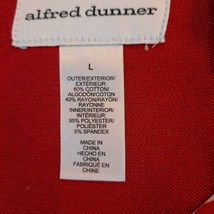 alfred dunner
L
OUTER/EXTERIOR/
EXTÉRIEUR:
60% COTTON/
ALGODÓN/COTON
40% RAYON/RAYÓN/
RAYONNE
INNER/INTERIOR/
INTÉRIEUR:
95% POLYESTER/
POLIÉSTER
5% SPANDEX
MADE IN
CHINA
HECHO EN
CHINA
FABRIQUÉ EN
CHINE